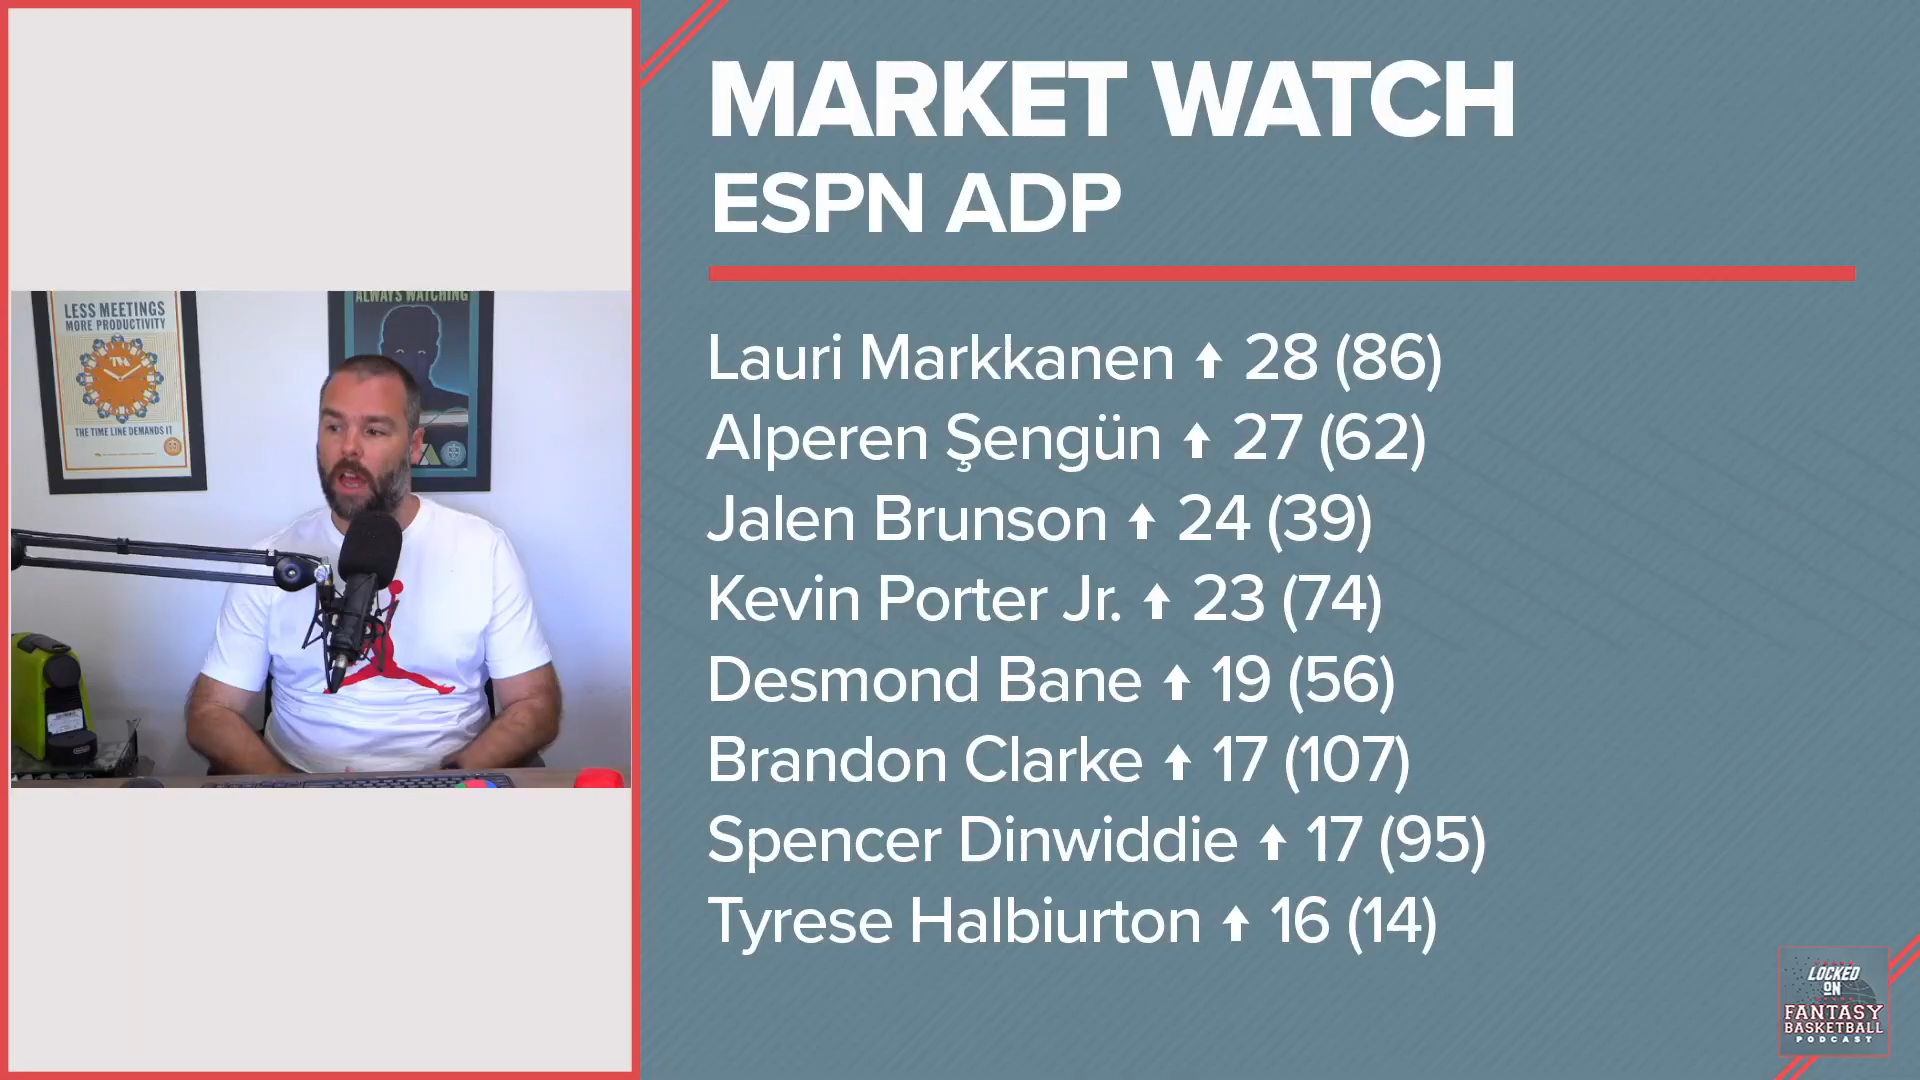 MARKET WATCH
ESPN ADP
LESS MEETINGS
MORE PRODUCTIVITY
THE TIME LINE DEMANDS IT
ALWAYS WATCHING
Lauri Markkanen ⬆ 28 (86)
Alperen Şengün ⬆ 27 (62)
Jalen Brunson ⬆ 24 (39)
Kevin Porter Jr. ⬆ 23 (74)
Desmond Bane ⬆ 19 (56)
Brandon Clarke ⬆ 17 (107)
Spencer Dinwiddie ⬆ 17 (95)
Tyrese Halbiurton ⬆ 16 (14)
LOCKED
ON
FANTASY
BASKETBALL
PODCAST